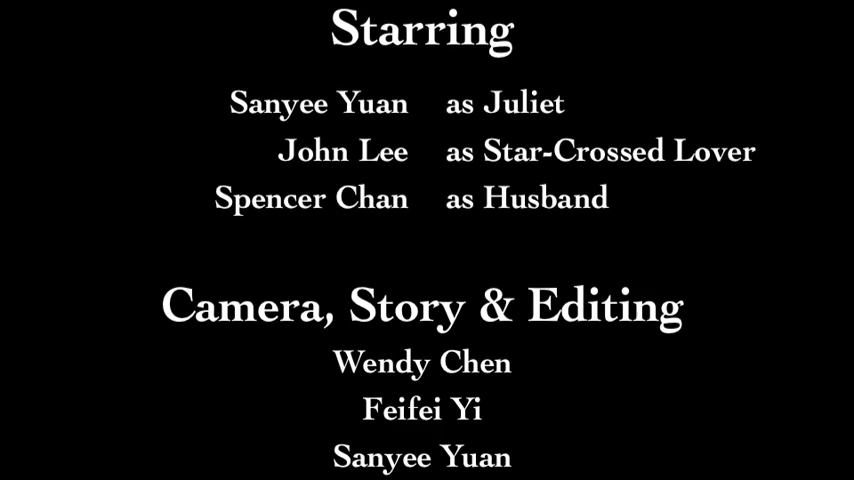 Starring
Sanyee Yuan as Juliet
John Lee as Star-Crossed Lover
Spencer Chan as Husband
Camera, Story & Editing
Wendy Chen
Feifei Yi
Sanyee Yuan